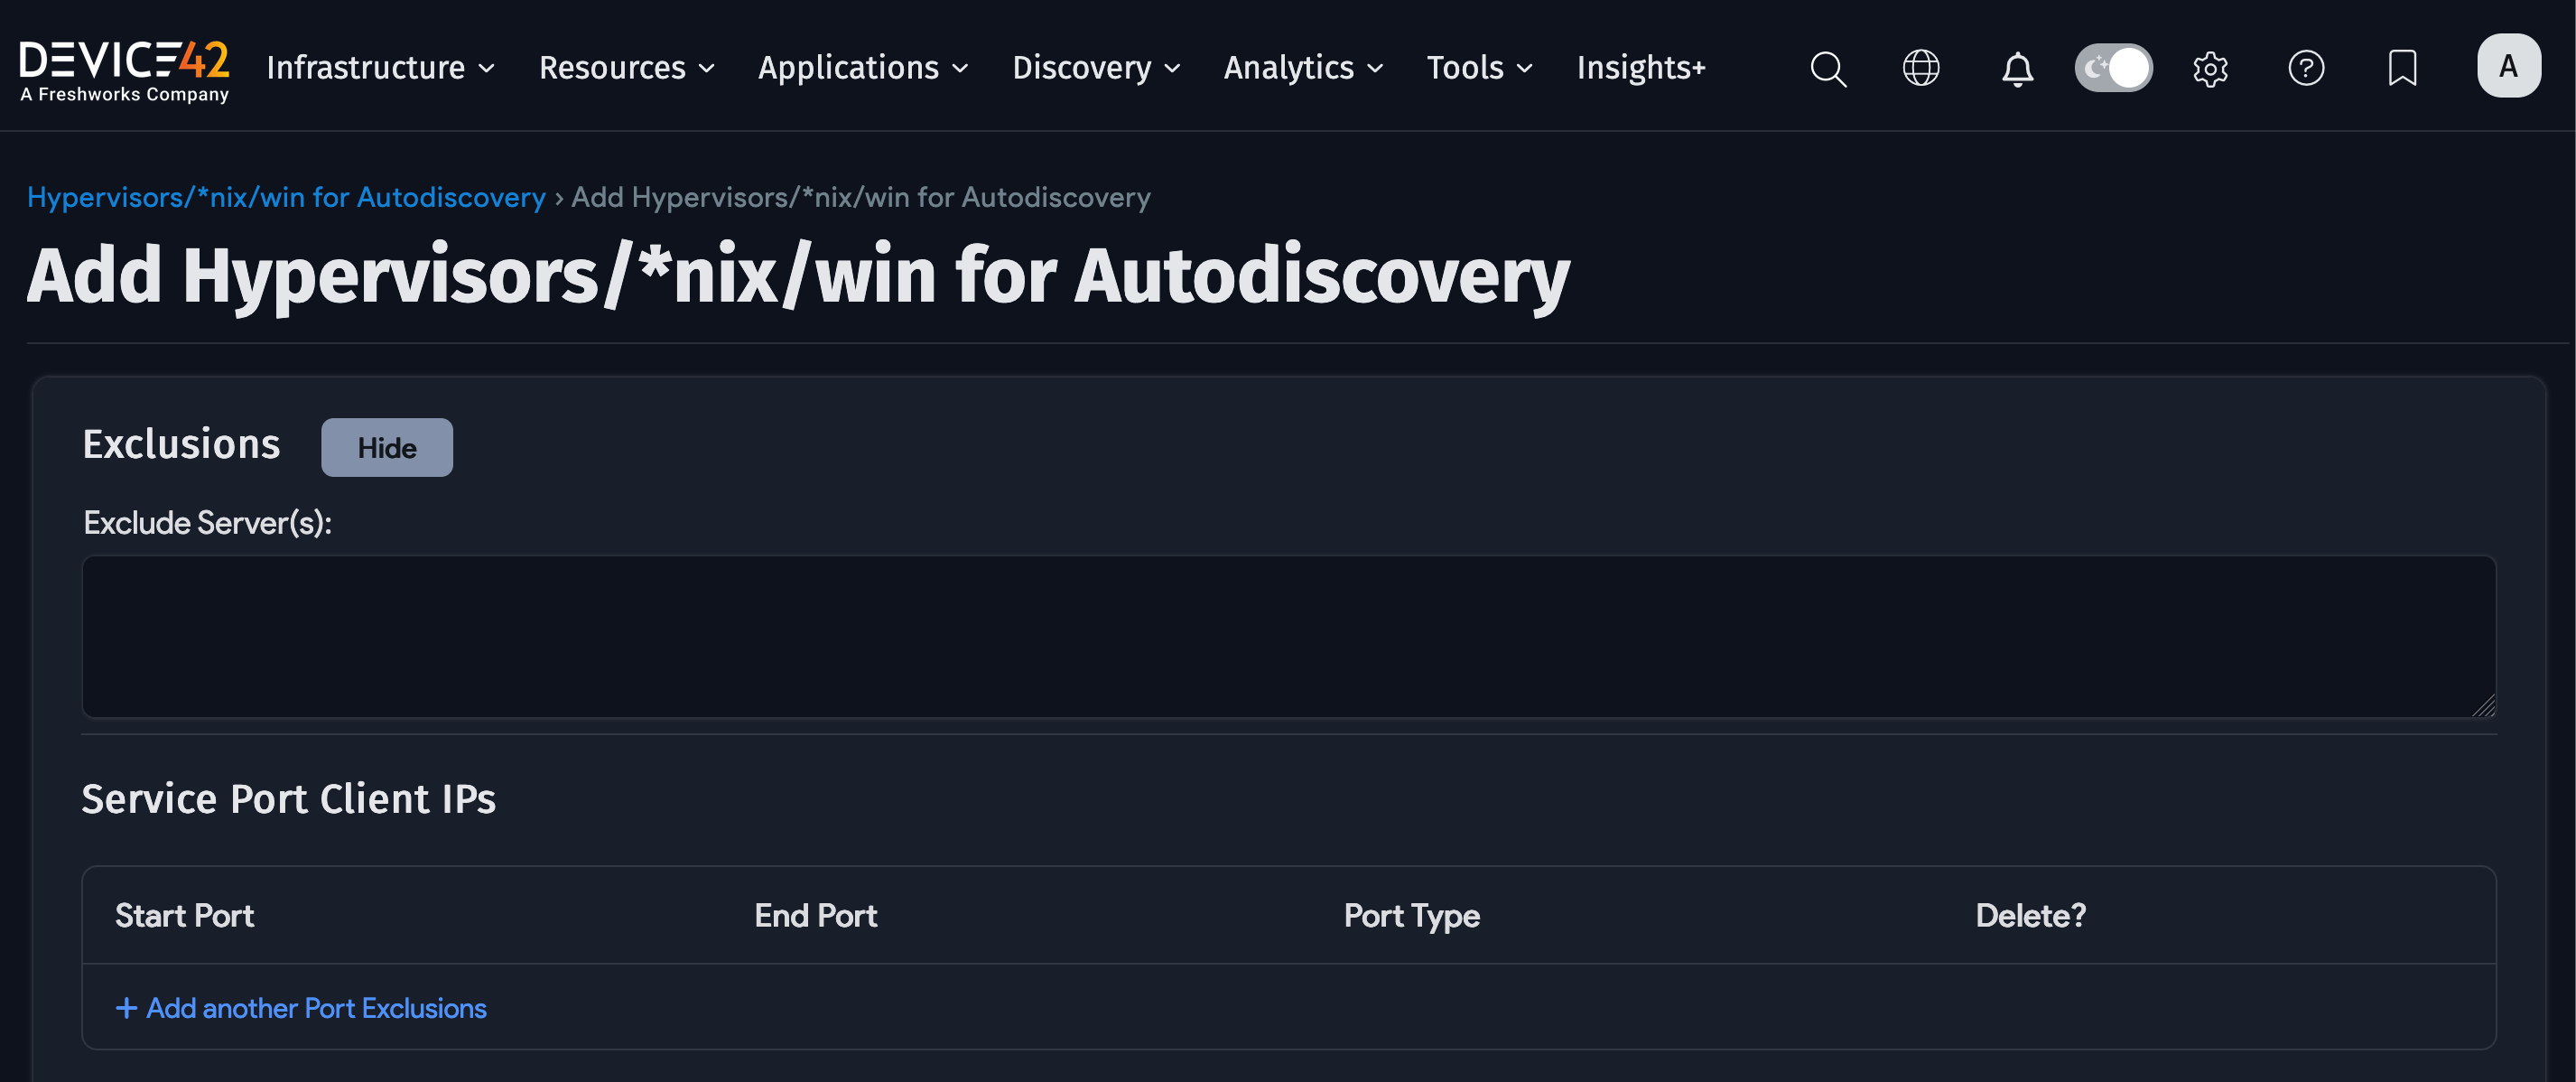 DEVICE42
A Freshworks Company
Infrastructure
Resources
Applications
Discovery
Analytics
Tools
Insights+
A
Hypervisors/*nix/win for Autodiscovery › Add Hypervisors/*nix/win for Autodiscovery
Add Hypervisors/*nix/win for Autodiscovery
Exclusions
Hide
Exclude Server(s):
Service Port Client IPs
Start Port
End Port
Port Type
Delete?
+ Add another Port Exclusions